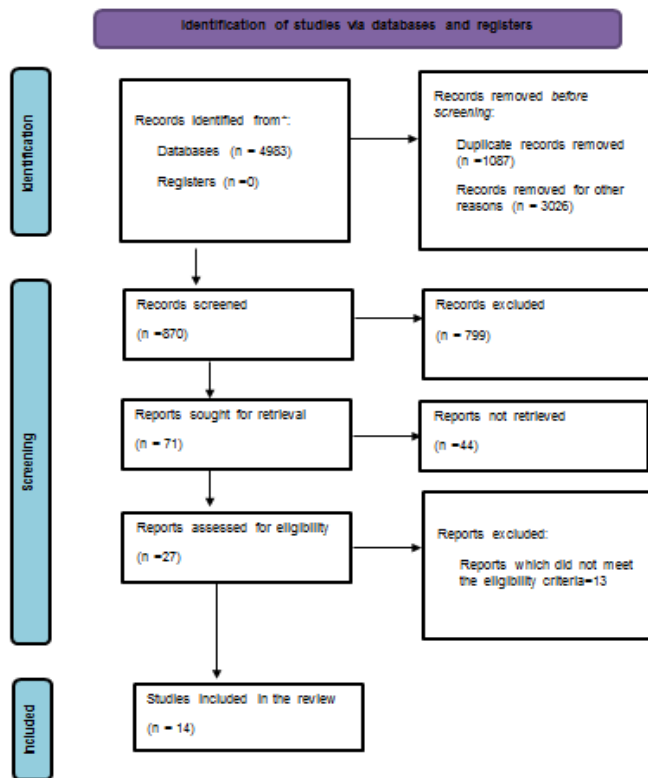 Identification of studies via databases and registers
Identification
Records identified from*:
Databases (n = 4983)
Registers (n =0)
Records removed before
screening:
Duplicate records removed
(n =1087)
Records removed for other
reasons (n = 3026)
Screening
Records screened
(n =870)
Records excluded
(n = 799)
Reports sought for retrieval
(n = 71)
Reports not retrieved
(n =44)
Reports assessed for eligibility
(n =27)
Reports excluded:
Reports which did not meet
the eligibility criteria=13
Included
Studies included in the review
(n = 14)